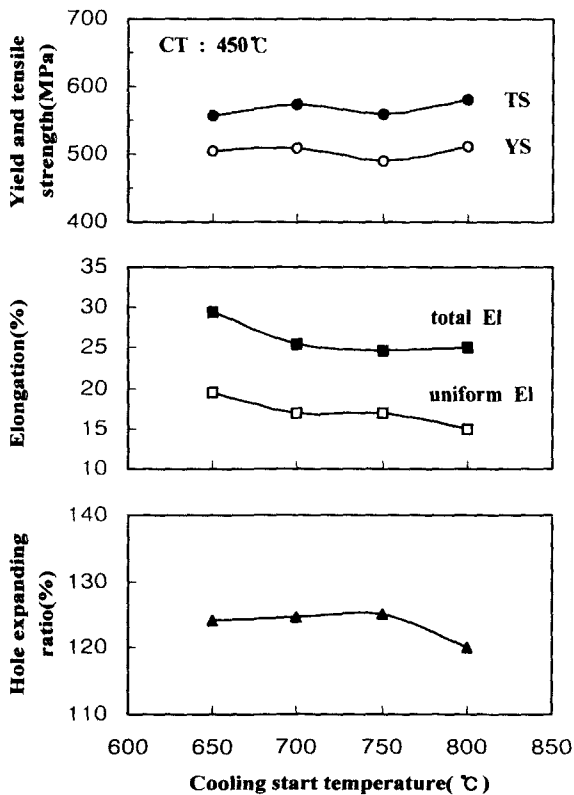 Yield and tensile
strength(MPa)
700
600
500
400
CT : 450℃
TS
YS
Elongation(%)
35
30
25
20
15
10
total El
uniform El
Hole expanding
ratio(%)
140
130
120
110
600 650 700 750 800 850
Cooling start temperature( ℃)